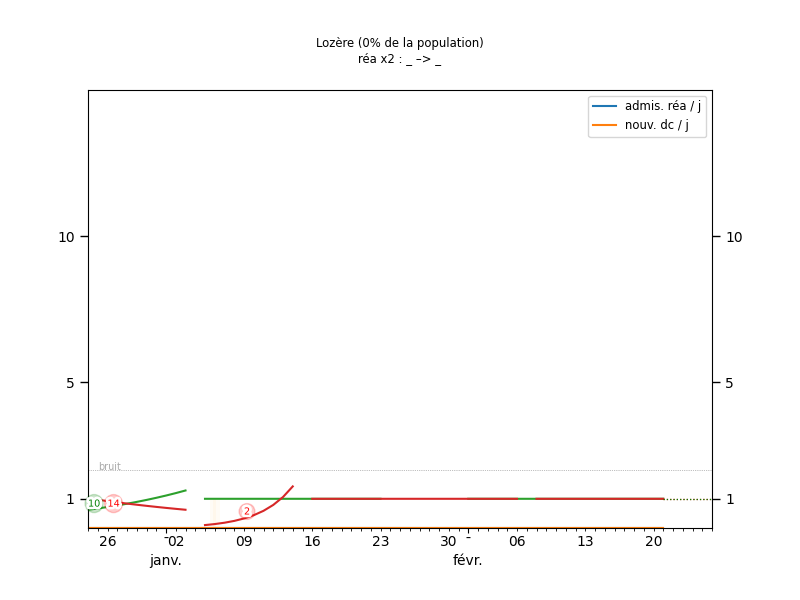 Lozère (0% de la population)
réa x2 : _ –> _
admis. réa / j
nouv. dc / j
10
10
5
5
bruit
1
1
10
14
2
26
02
09
16
23
30
06
13
20
janv.
févr.